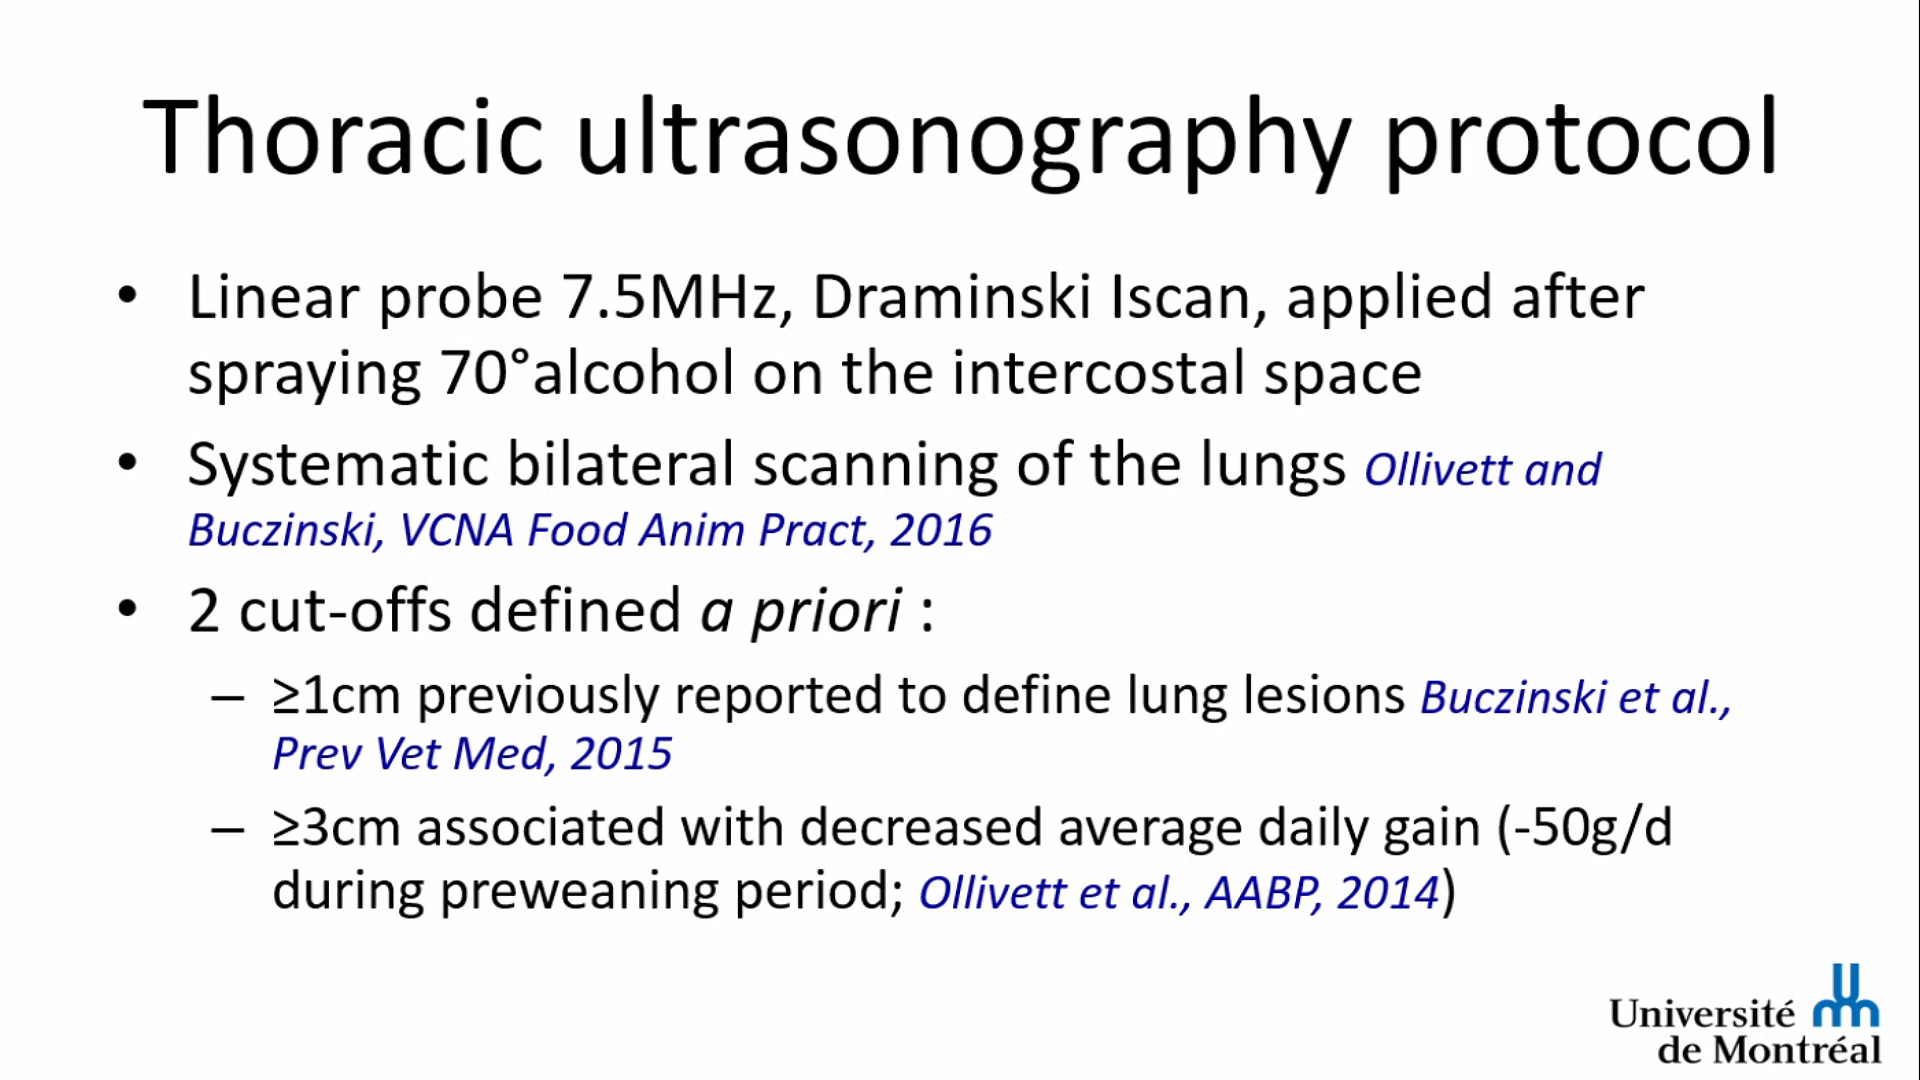 Thoracic ultrasonography protocol
• Linear probe 7.5MHz, Draminski Iscan, applied after
spraying 70°alcohol on the intercostal space
• Systematic bilateral scanning of the lungs Ollivett and
Buczinski, VCNA Food Anim Pract, 2016
• 2 cut-offs defined a priori :
– ≥1cm previously reported to define lung lesions Buczinski et al.,
Prev Vet Med, 2015
– ≥3cm associated with decreased average daily gain (-50g/d
during preweaning period; Ollivett et al., AABP, 2014)
Université
de Montréal